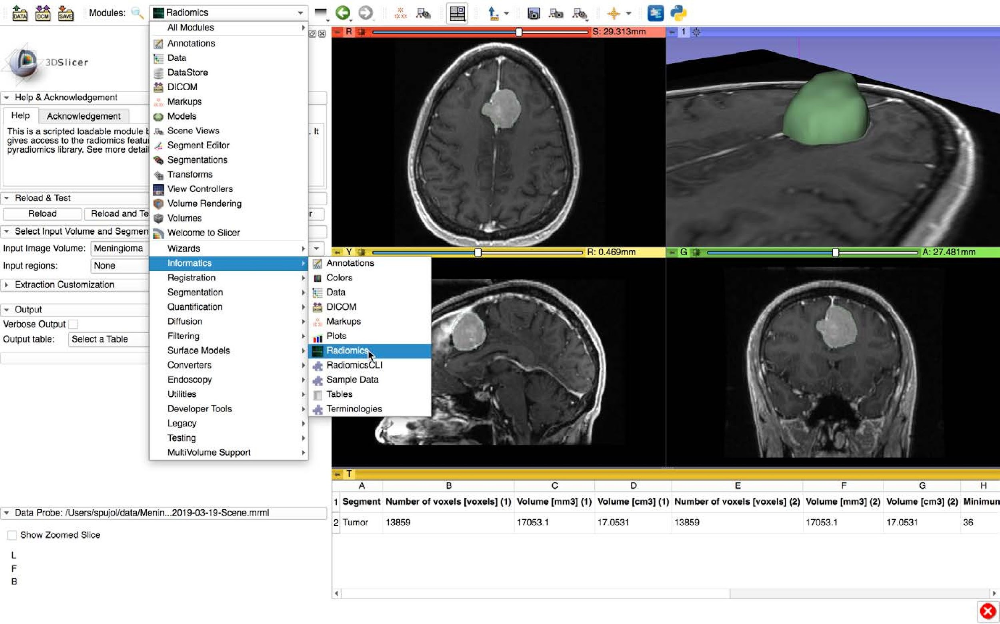 DATA DCM SAVE Modules: Radiomics
R S: 29.313mm
1
3DSlicer
Help & Acknowledgement
Help Acknowledgement
This is a scripted loadable module b . It
gives access to the radiomics featu
pyradiomics library. See more detai
Reload & Test
Reload Reload and Te r
Select Input Volume and Segmen
Input Image Volume: Meningioma
Input regions: None
Extraction Customization
Output
Verbose Output
Output table: Select a Table
All Modules
Annotations
Data
DataStore
DICOM
Markups
Models
Scene Views
Segment Editor
Segmentations
Transforms
View Controllers
Volume Rendering
Volumes
Welcome to Slicer
Wizards
Informatics
Registration
Segmentation
Quantification
Diffusion
Filtering
Surface Models
Converters
Endoscopy
Utilities
Developer Tools
Legacy
Testing
MultiVolume Support
Annotations
Colors
Data
DICOM
Markups
Plots
Radiomics
RadiomicsCLI
Sample Data
Tables
Terminologies
Y R: 0.469mm
G A: 27.481mm
T
A B C D E F G H
1 Segment Number of voxels [voxels] (1) Volume [mm3] (1) Volume [cm3] (1) Number of voxels [voxels] (2) Volume [mm3] (2) Volume [cm3] (2) Minimum
2 Tumor 13859 17053.1 17.0531 13859 17053.1 17.0531 36
Data Probe: /Users/spujol/data/Menin...2019-03-19-Scene.mrml
Show Zoomed Slice
L
F
B